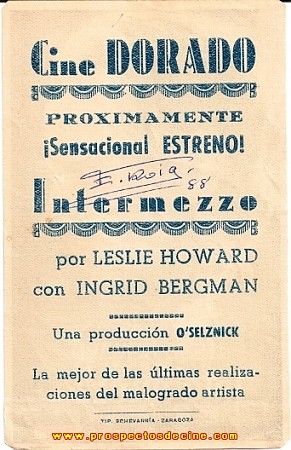 Cine DORADO
PROXIMAMENTE
¡Sensacional ESTRENO!
88
Intermezzo
por LESLIE HOWARD
con INGRID BERGMAN
Una producción O'SELZNICK
La mejor de las últimas realiza-
ciones del malogrado artista
TIP. ECHEVARRÍA - ZARAGOZA
www.prospectosdecine.com